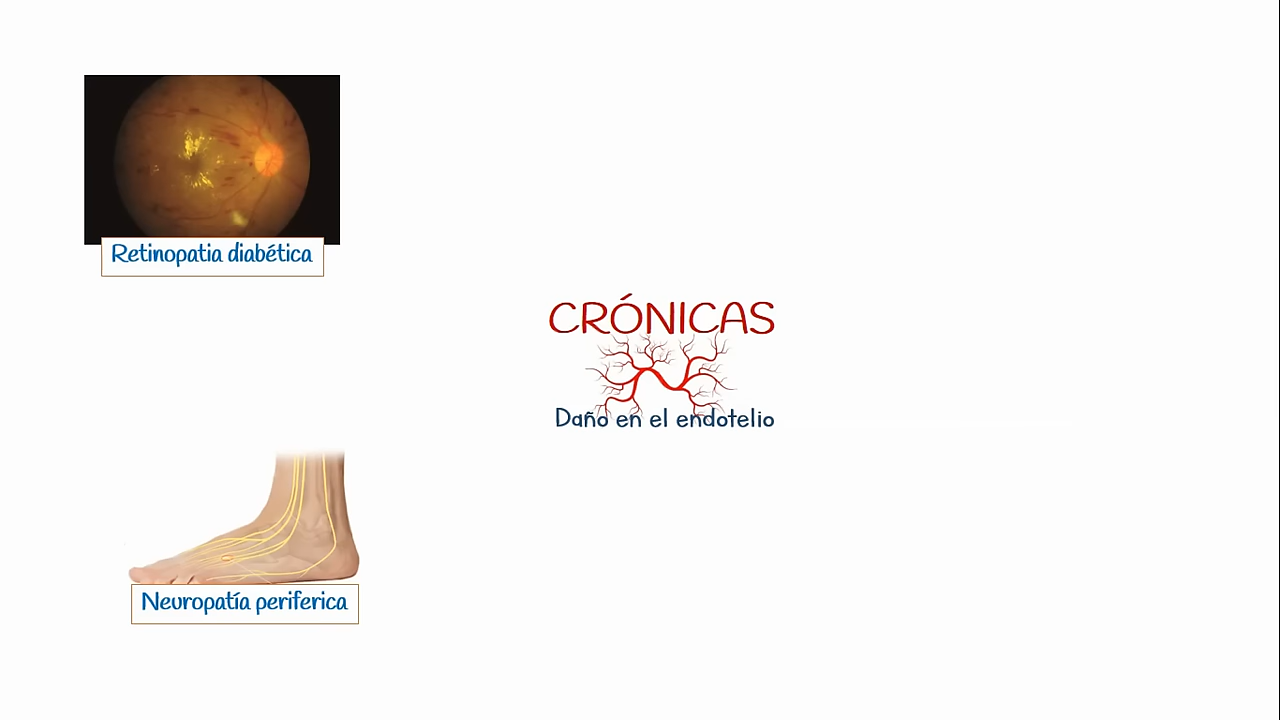 Retinopatia diabética
CRÓNICAS
Daño en el endotelio
Neuropatía periferica